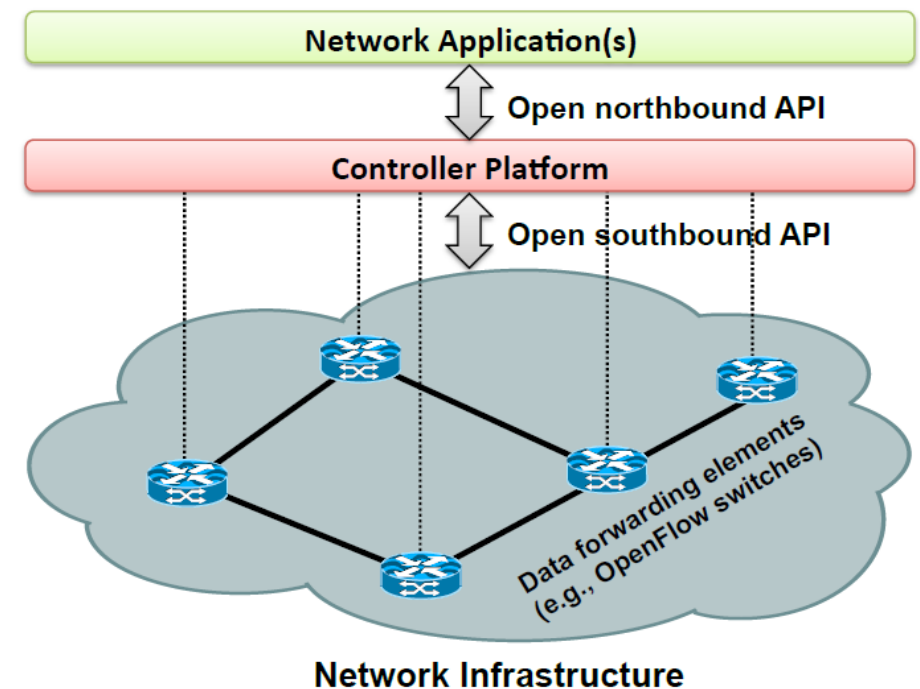 Network Application(s)
Open northbound API
Controller Platform
Open southbound API
Data forwarding elements
(e.g., OpenFlow switches)
Network Infrastructure